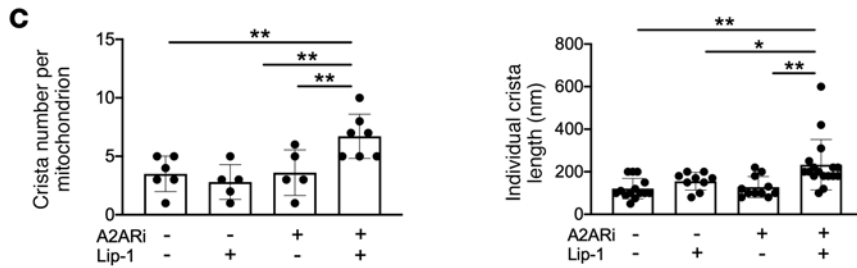 C
Crista number per
mitochondrion
15
10
5
0
**
**
**
A2ARi - - + +
Lip-1 - + - +
Individual crista
length (nm)
800
600
400
200
0
**
*
**
A2ARi - - + +
Lip-1 - + - +